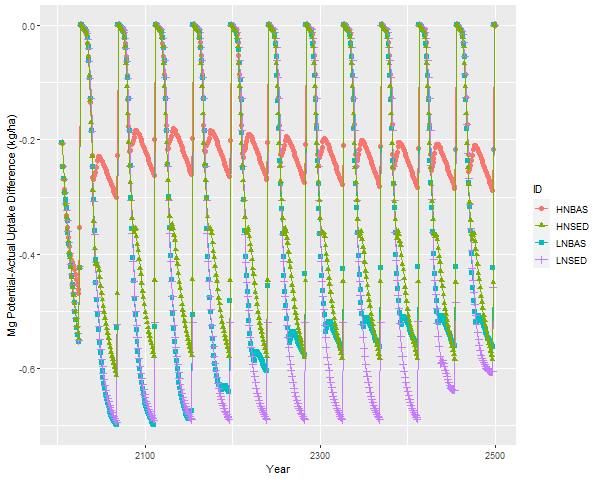 0.0
-0.2
-0.4
-0.6
Mg Potential-Actual Uptake Difference (kg/ha)
2100
2300
2500
Year
ID
HNBAS
HNSED
LNBAS
LNSED